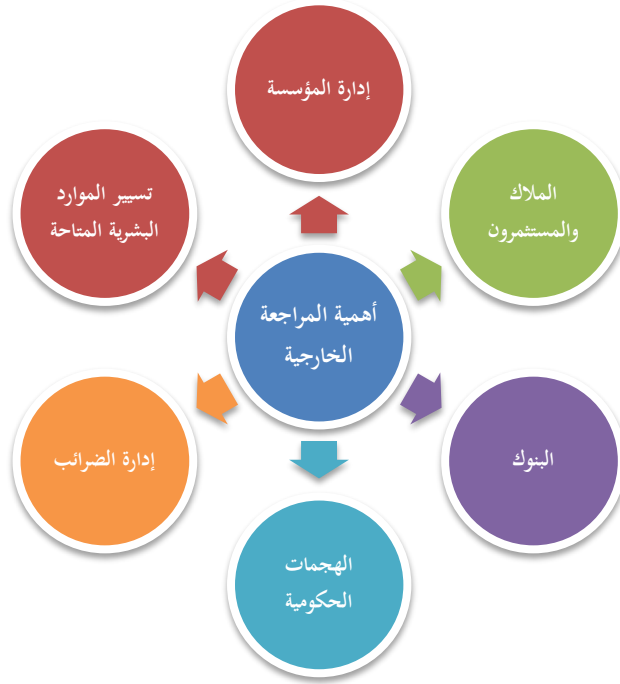 إدارة المؤسسة
الملاك
والمستثمرون
البنوك
الهجمات
الحكومية
إدارة الضرائب
تسيير الموارد
البشرية المتاحة
أهمية المراجعة
الخارجية